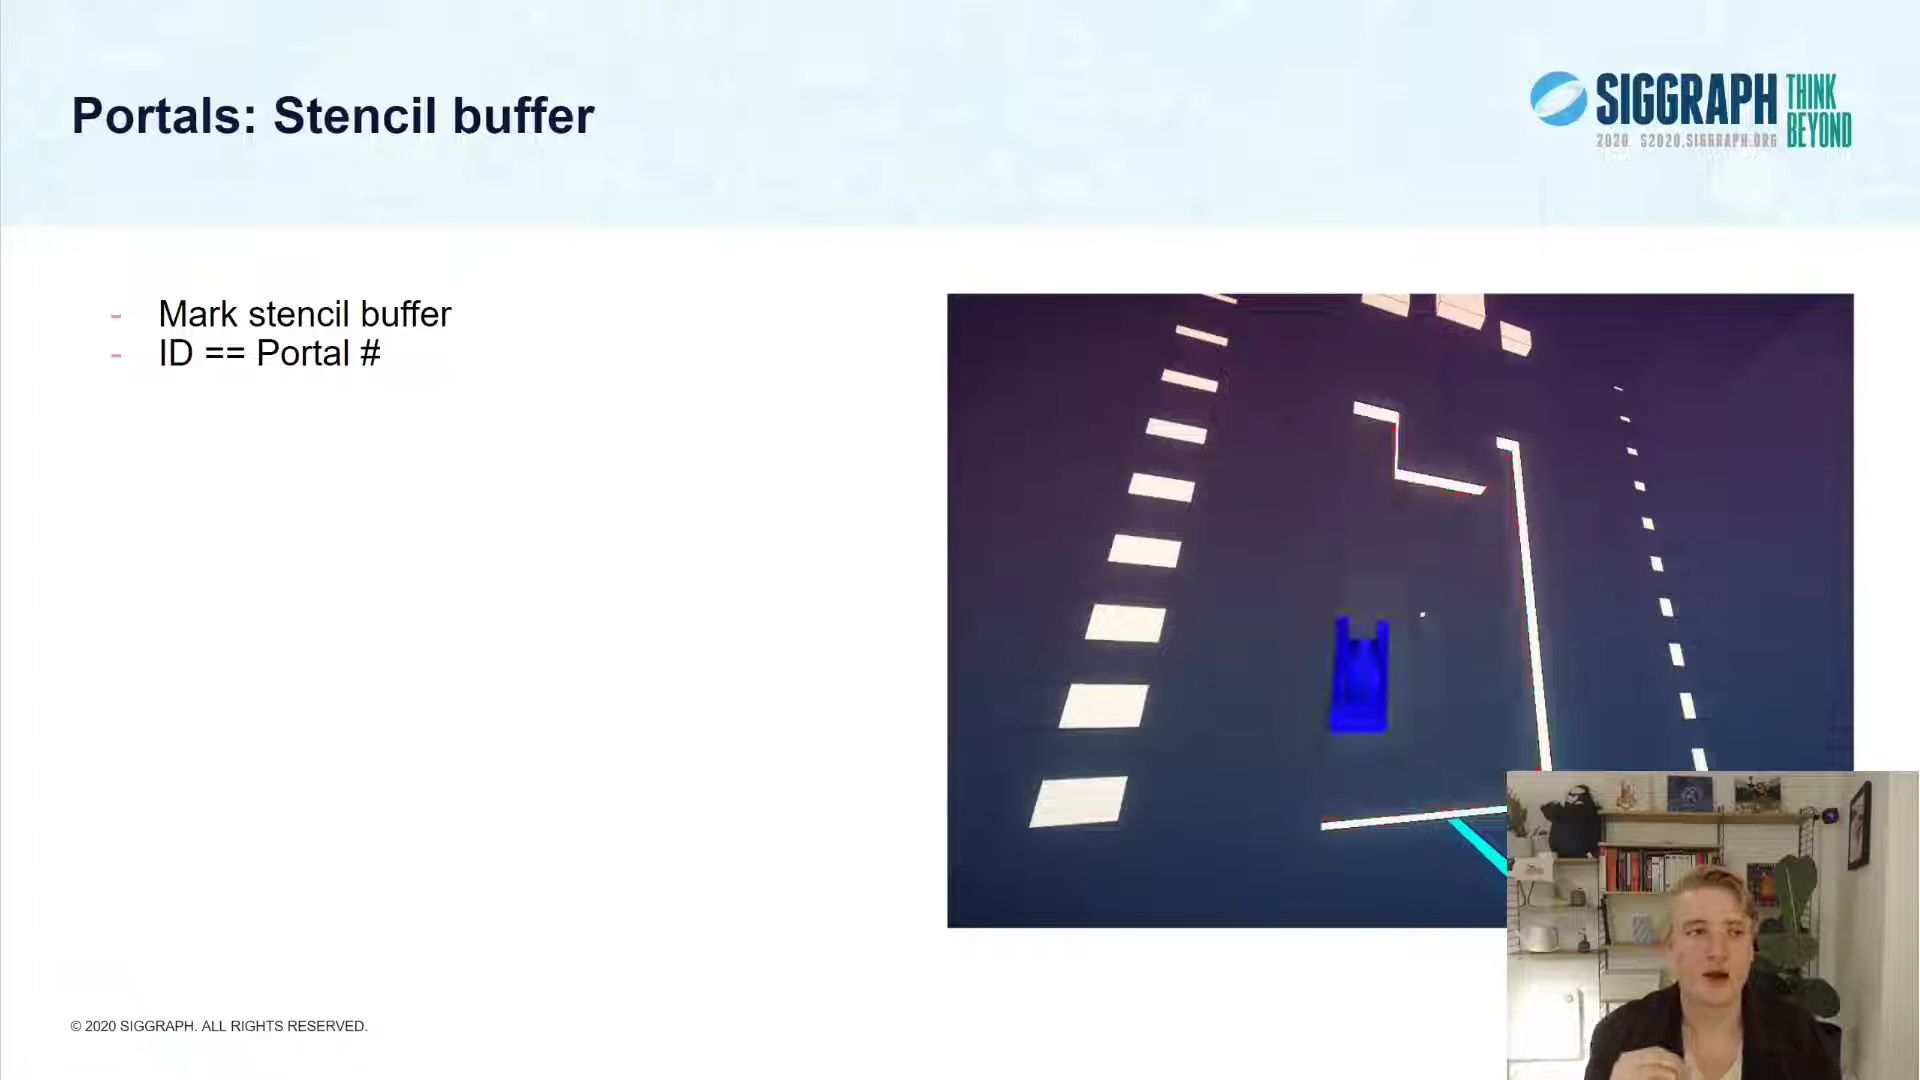 Portals: Stencil buffer
SIGGRAPH
THINK
BEYOND
2020 S2020.SIGGRAPH.ORG
- Mark stencil buffer
- ID == Portal #
© 2020 SIGGRAPH. ALL RIGHTS RESERVED.